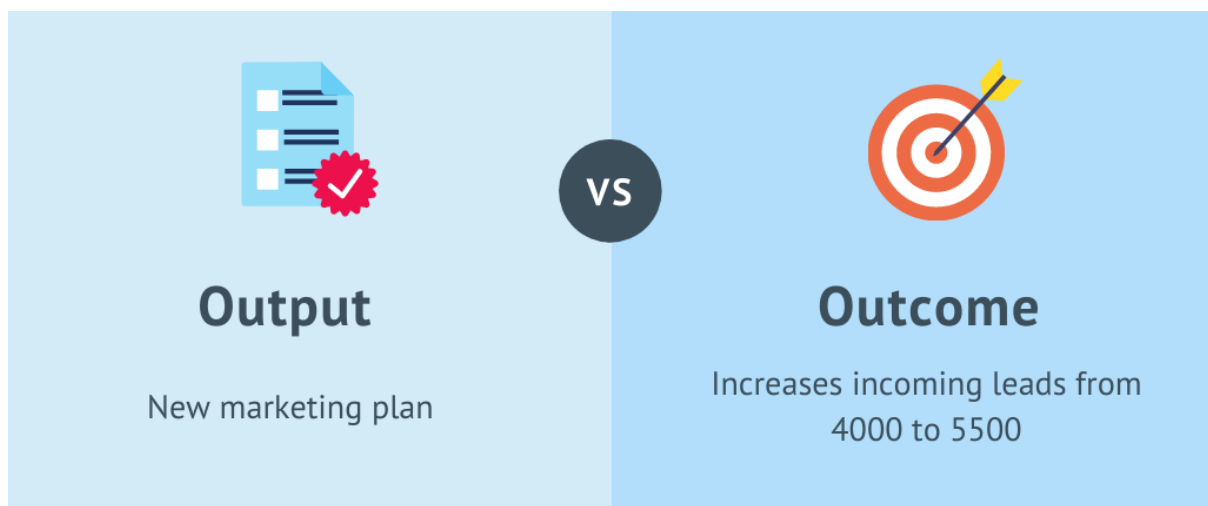 VS
Output
New marketing plan
Outcome
Increases incoming leads from
4000 to 5500